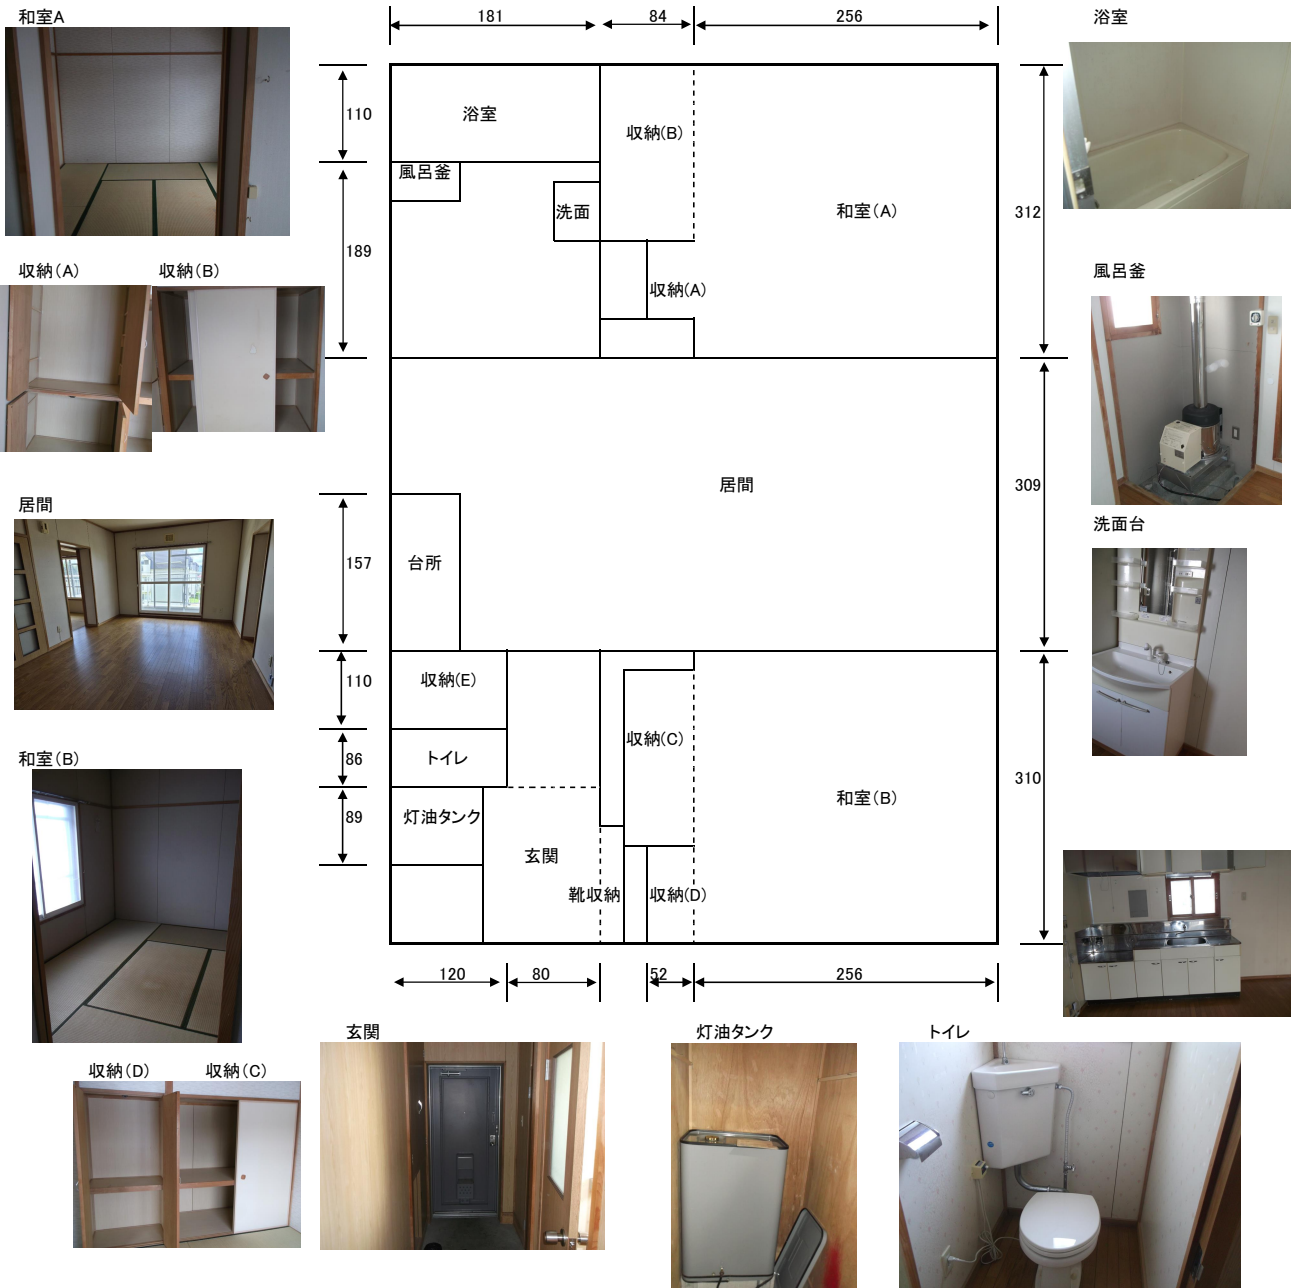 和室A
181
84
256
浴室
110
浴室
収納(B)
風呂釜
洗面
和室(A)
312
189
収納(A)
収納(B)
風呂釜
収納(A)
居間
309
居間
洗面台
157
台所
110
収納(E)
収納(C)
和室(B)
86
トイレ
310
和室(B)
89
灯油タンク
玄関
靴収納
収納(D)
120
80
52
256
玄関
灯油タンク
トイレ
収納(D)
収納(C)